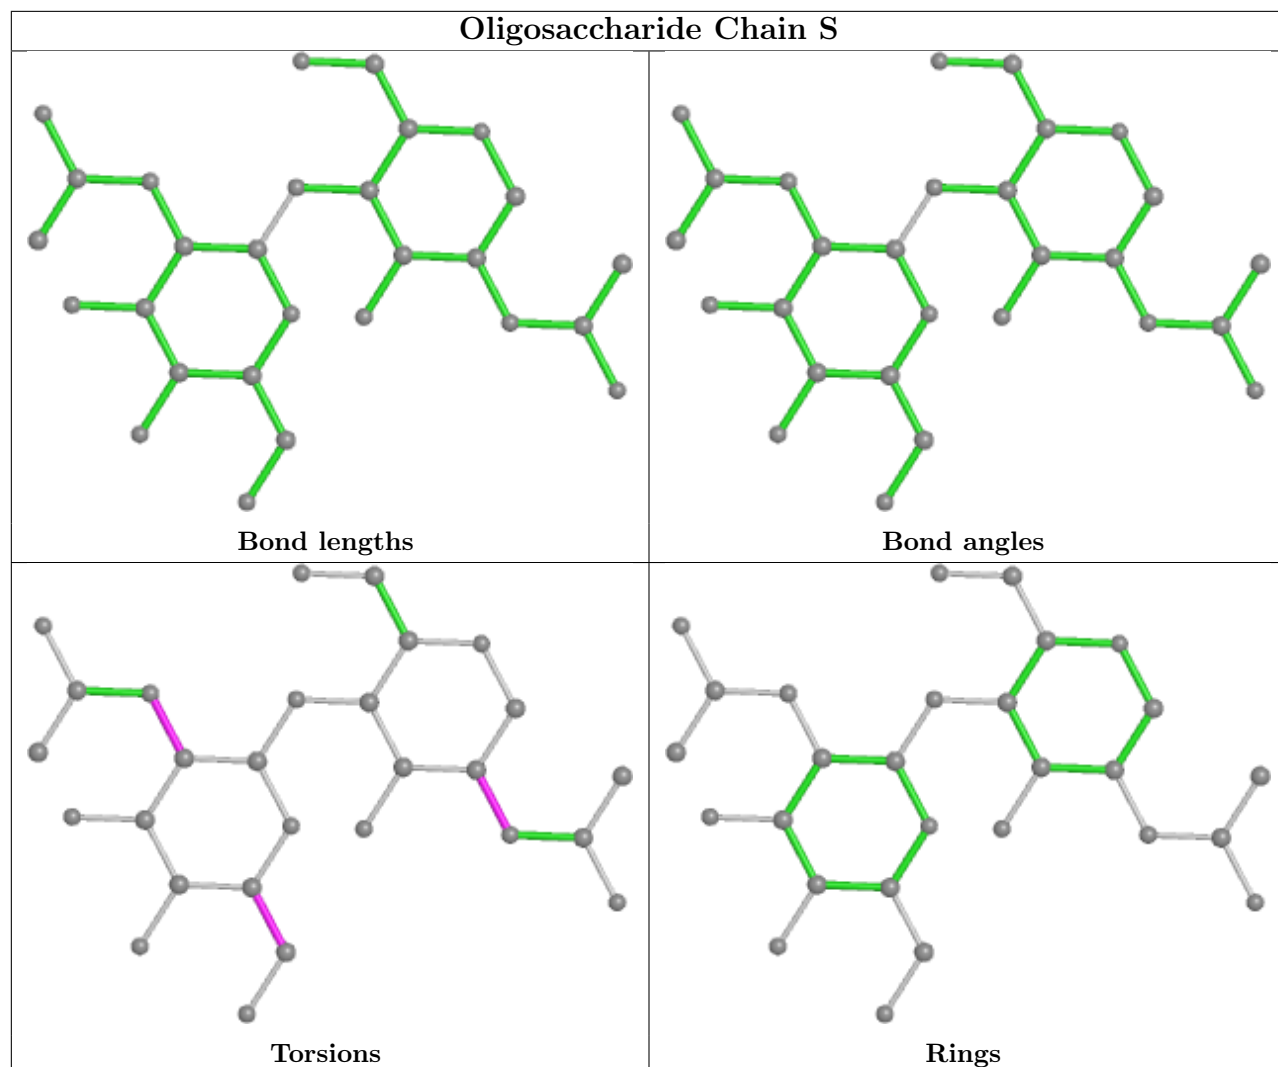 Oligosaccharide Chain S
Bond lengths
Bond angles
Torsions
Rings